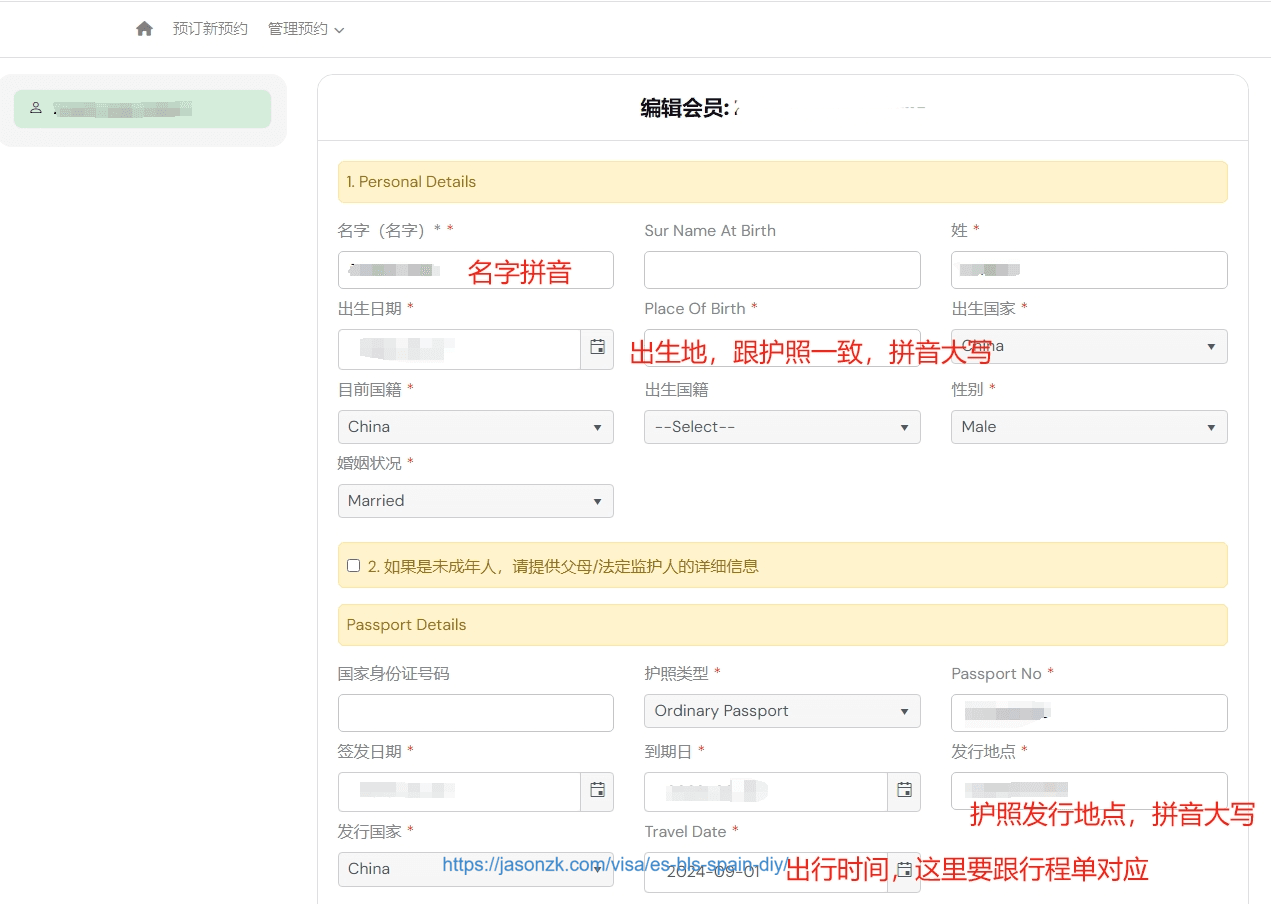 预订新预约 管理预约
编辑会员:
1. Personal Details
名字（名字）* * Sur Name At Birth 姓 *
名字拼音
出生日期 * Place Of Birth * 出生国家 *
出生地，跟护照一致，拼音大写 China
目前国籍 * 出生国籍 性别 *
China --Select-- Male
婚姻状况 *
Married
2. 如果是未成年人，请提供父母/法定监护人的详细信息
Passport Details
国家身份证号码 护照类型 * Passport No *
Ordinary Passport
签发日期 * 到期日 * 发行地点 *
护照发行地点，拼音大写
发行国家 * Travel Date *
China https://jasonzk.com/visa/es-bls-spain-diy/ 2024-09-01 出行时间，这里要跟行程单对应